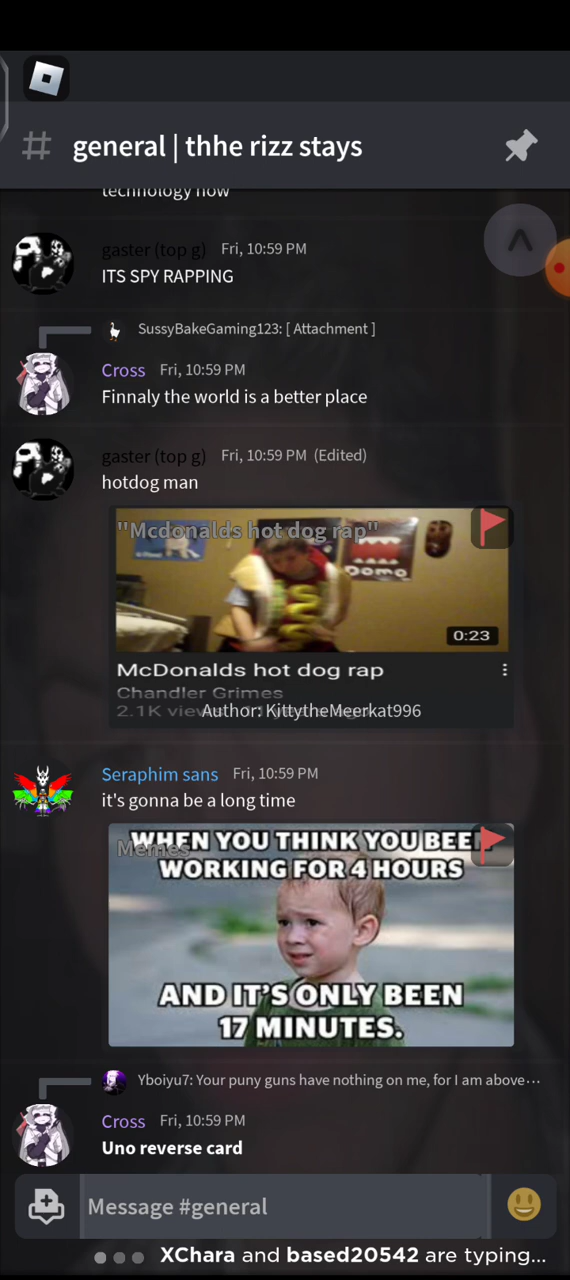 # general | thhe rizz stays
technology now
gaster (top g) Fri, 10:59 PM
ITS SPY RAPPING
SussyBakeGaming123: [ Attachment ]
Cross Fri, 10:59 PM
Finnaly the world is a better place
gaster (top g) Fri, 10:59 PM (Edited)
hotdog man
"Mcdonalds hot dog rap"
Domo
0:23
McDonalds hot dog rap
Chandler Grimes
2.1K views
Author: KittytheMeerkat996
Seraphim sans Fri, 10:59 PM
it's gonna be a long time
Memes
WHEN YOU THINK YOU BEEN
WORKING FOR 4 HOURS
AND IT'S ONLY BEEN
17 MINUTES.
Yboiyu7: Your puny guns have nothing on me, for I am above···
Cross Fri, 10:59 PM
Uno reverse card
Message #general
XChara and based20542 are typing...